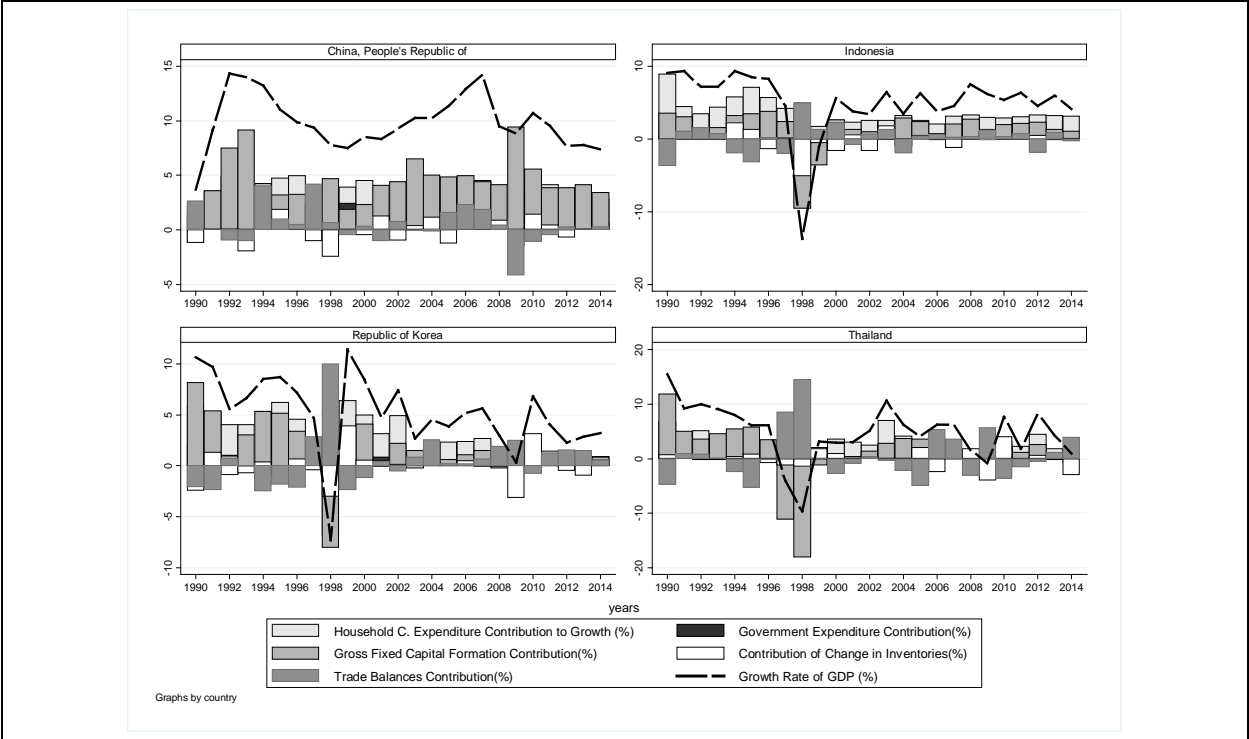 China, People's Republic of
15
10
5
0
-5
1990 1992 1994 1996 1998 2000 2002 2004 2006 2008 2010 2012 2014
Indonesia
10
0
-10
-20
1990 1992 1994 1996 1998 2000 2002 2004 2006 2008 2010 2012 2014
Republic of Korea
10
5
0
-5
-10
1990 1992 1994 1996 1998 2000 2002 2004 2006 2008 2010 2012 2014
Thailand
20
10
0
-10
-20
1990 1992 1994 1996 1998 2000 2002 2004 2006 2008 2010 2012 2014
years
Household C. Expenditure Contribution to Growth (%)
Government Expenditure Contribution(%)
Gross Fixed Capital Formation Contribution(%)
Contribution of Change in Inventories(%)
Trade Balances Contribution(%)
Growth Rate of GDP (%)
Graphs by country